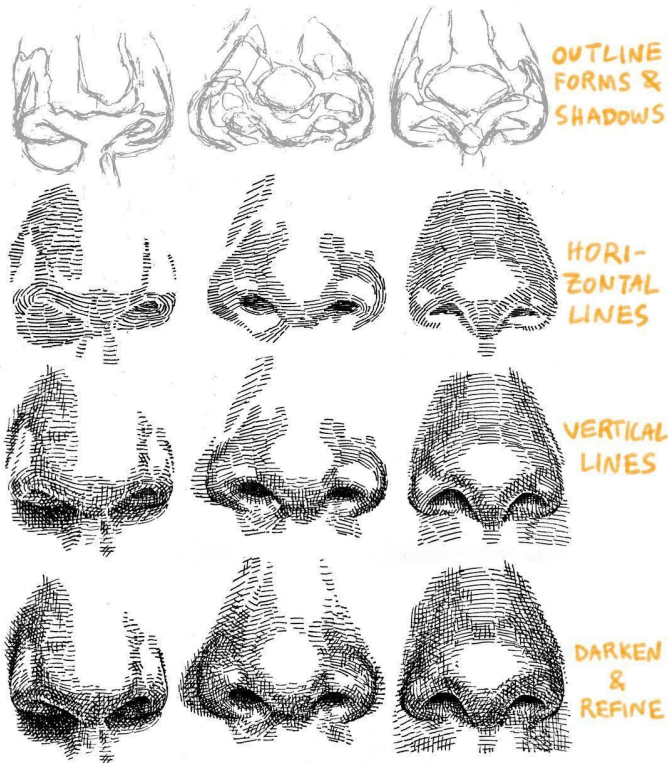 OUTLINE
FORMS &
SHADOWS
HORI-
ZONTAL
LINES
VERTICAL
LINES
DARKEN
&
REFINE